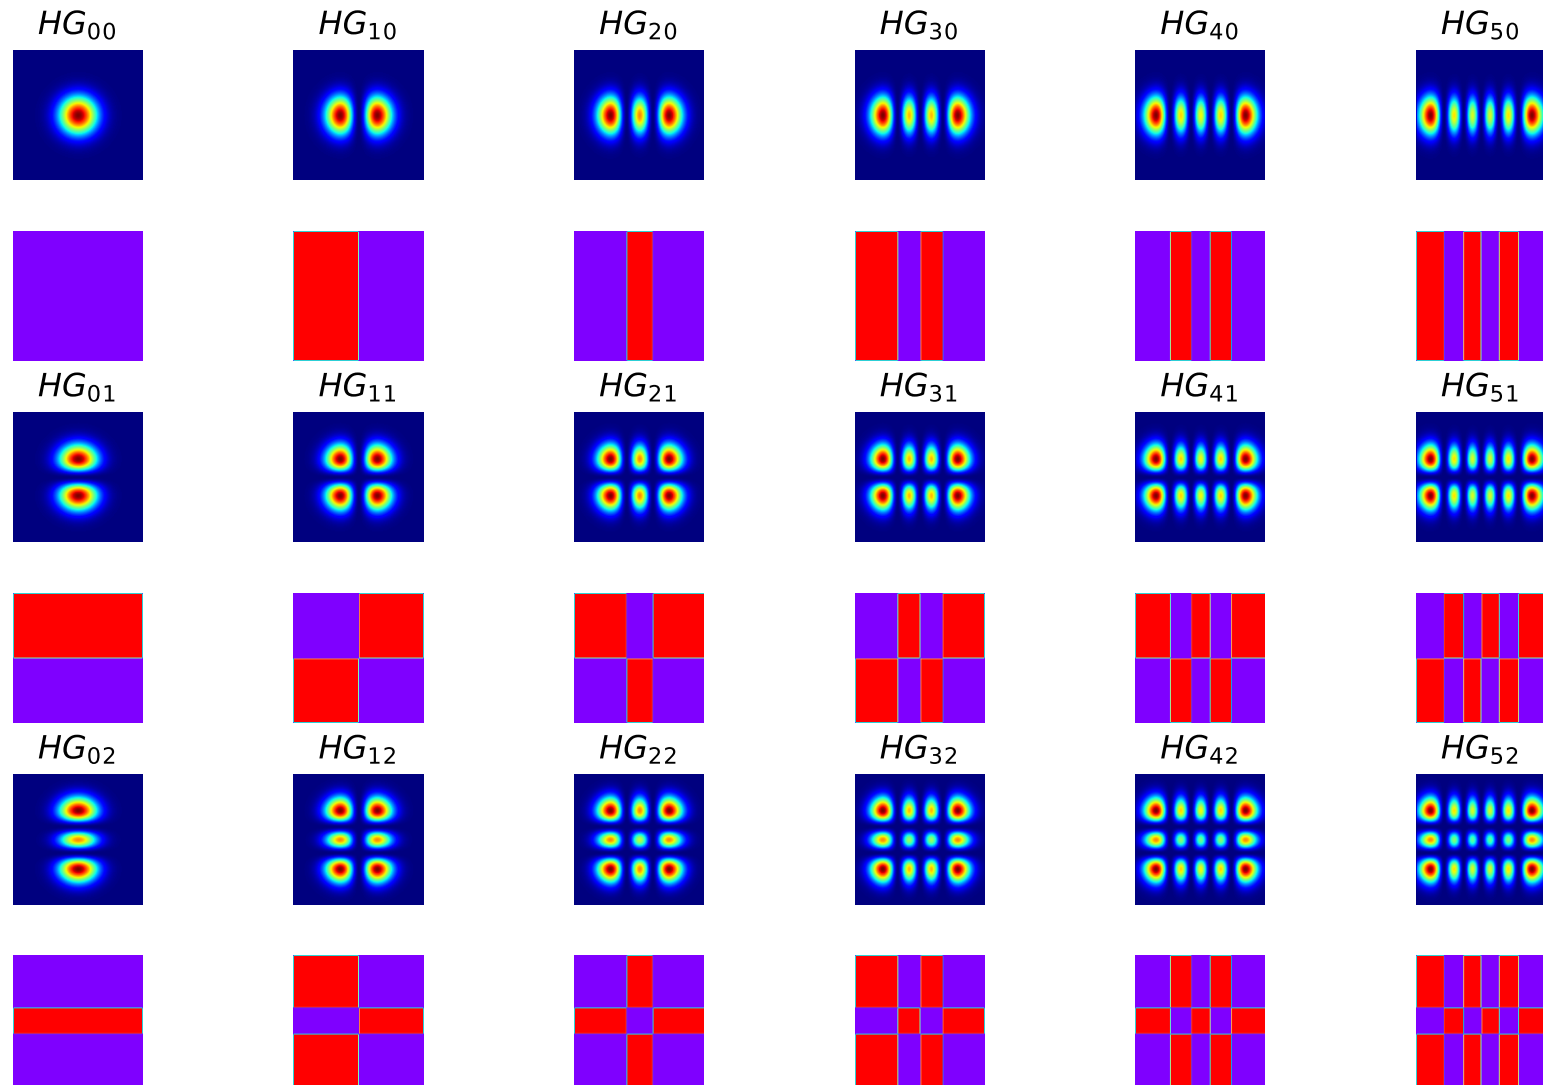 HG₀₀ HG₁₀ HG₂₀ HG₃₀ HG₄₀ HG₅₀
HG₀₁ HG₁₁ HG₂₁ HG₃₁ HG₄₁ HG₅₁
HG₀₂ HG₁₂ HG₂₂ HG₃₂ HG₄₂ HG₅₂